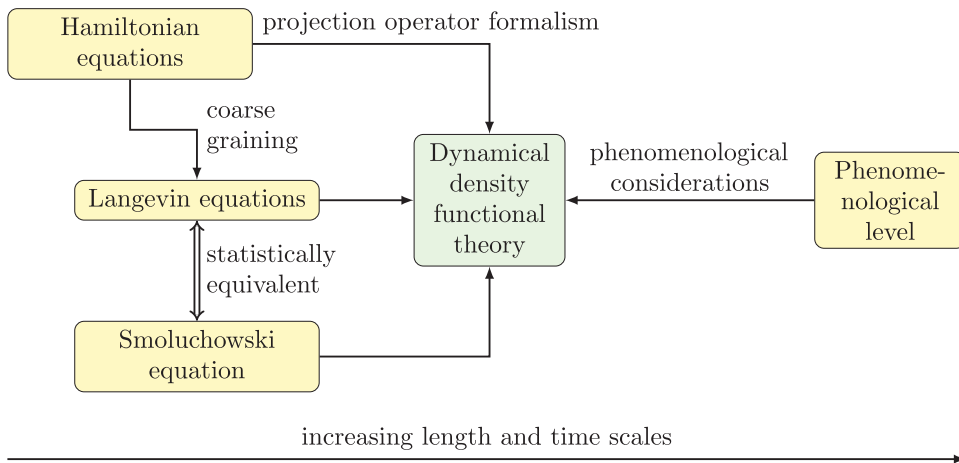 Hamiltonian
equations
projection operator formalism
coarse
graining
Langevin equations
statistically
equivalent
Smoluchowski
equation
Dynamical
density
functional
theory
phenomenological
considerations
Phenome-
nological
level
increasing length and time scales